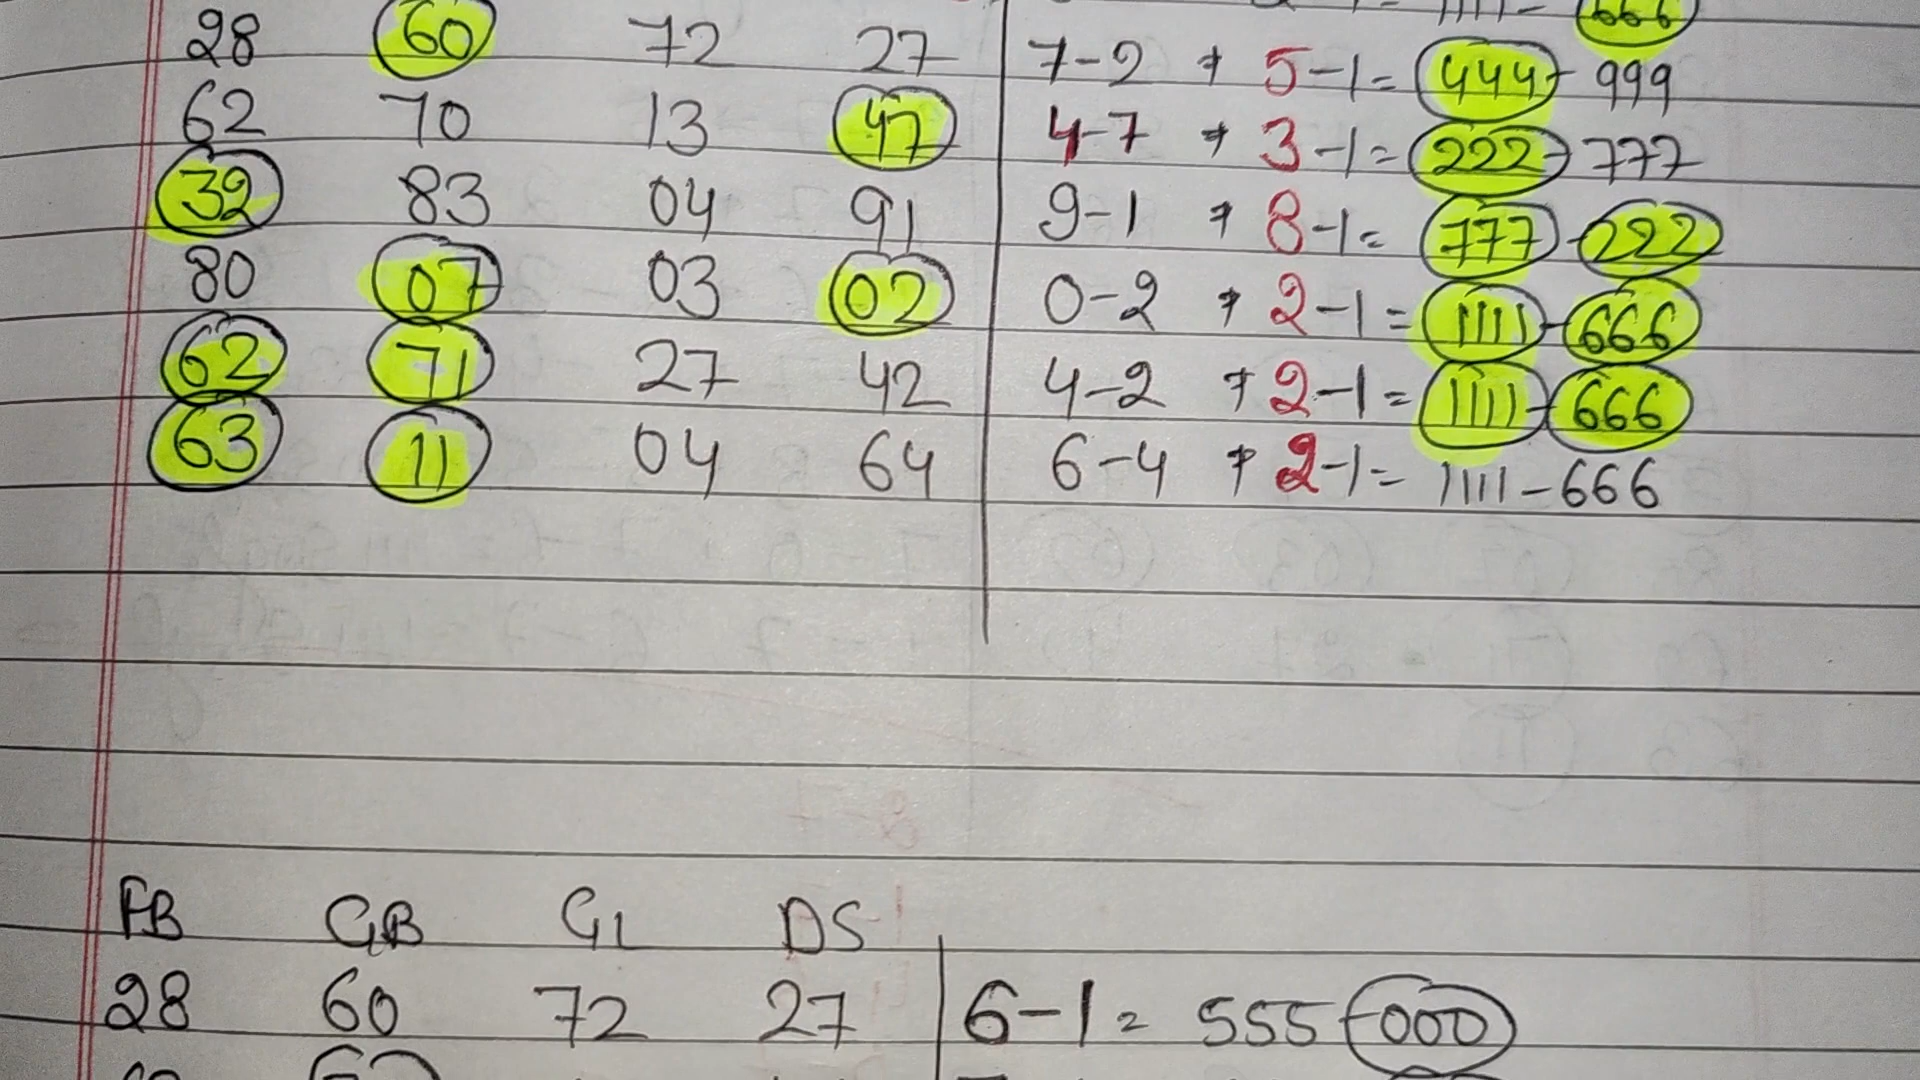 1111- 666
28 60 72 27 7-2 + 5-1= 444- 999
62 70 13 47 4-7 + 3-1= 222- 777
39 83 04 91 9-1 + 8-1= 777-222
80 07 03 02 0-2 + 2-1= 1111-666
62 71 27 42 4-2 + 2-1= 1111-666
63 11 04 64 6-4 + 2-1= 1111-666
FB GB GL DS
28 60 72 27 6-1= 555-000